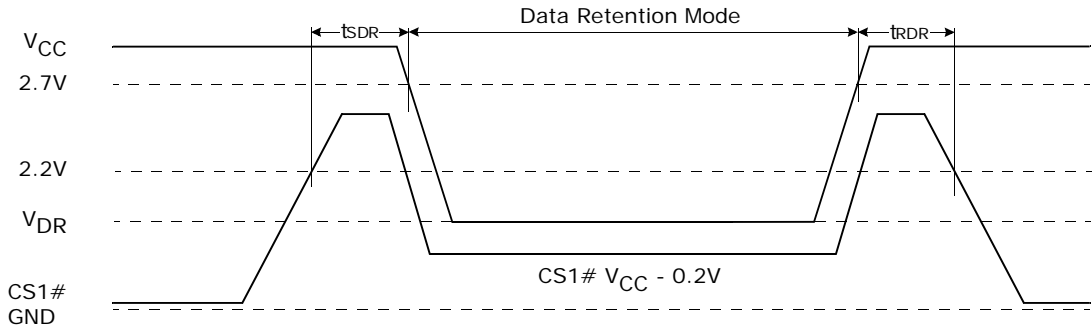 Data Retention Mode
tSDR
tRDR
VCC
2.7V
2.2V
VDR
CS1# VCC - 0.2V
CS1#
GND